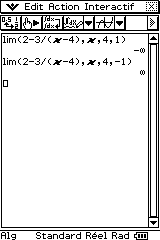 Edit Action Interactif
lim(2-3/(x-4),x,4,1)
-∞
lim(2-3/(x-4),x,4,-1)
∞
Alg Standard Réel Rad